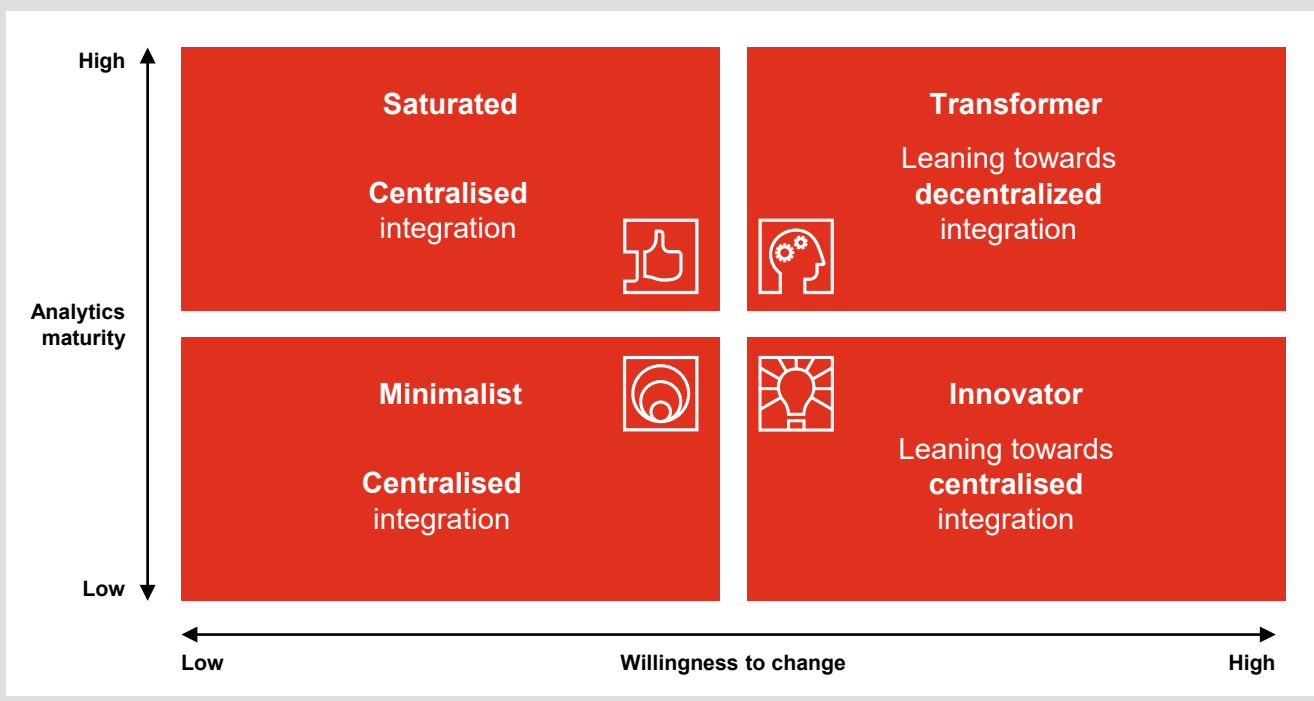 High
Saturated
Centralised
integration
Transformer
Leaning towards
decentralized
integration
Analytics
maturity
Minimalist
Centralised
integration
Innovator
Leaning towards
centralised
integration
Low
Low
Willingness to change
High